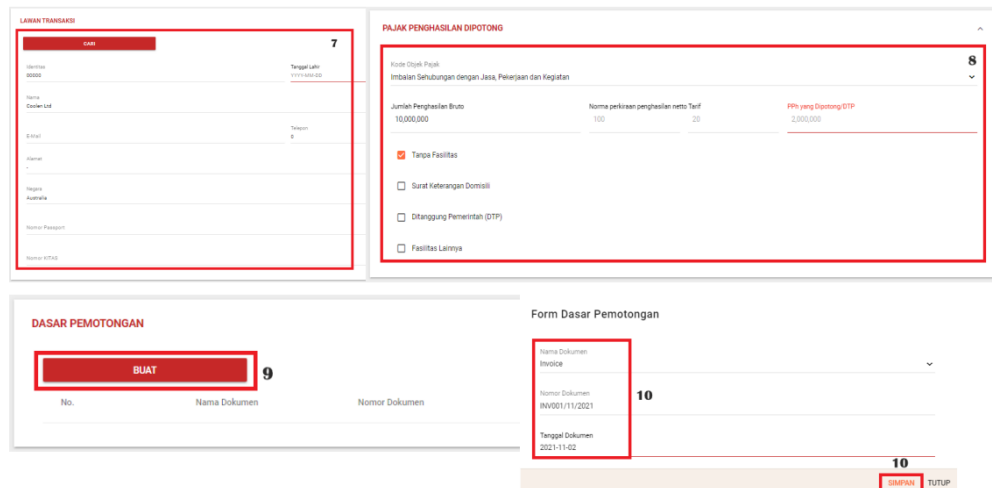 LAWAN TRANSAKSI
CARI
7
Identitas
00000
Tanggal Lahir
YYYY-MM-DD
Nama
Coolen Ltd
E-Mail
Telepon
0
Alamat
-
Negara
Australia
Nomor Passport
Nomor KITAS
PAJAK PENGHASILAN DIPOTONG
8
Kode Objek Pajak
Imbalan Sehubungan dengan Jasa, Pekerjaan dan Kegiatan
Jumlah Penghasilan Bruto
10,000,000
Norma perkiraan penghasilan netto Tarif
100 20
PPh yang Dipotong/DTP
2,000,000
Tanpa Fasilitas
Surat Keterangan Domisili
Ditanggung Pemerintah (DTP)
Fasilitas Lainnya
DASAR PEMOTONGAN
BUAT
9
No. Nama Dokumen Nomor Dokumen
Form Dasar Pemotongan
Nama Dokumen
Invoice
Nomor Dokumen
INV001/11/2021
10
Tanggal Dokumen
2021-11-02
10
SIMPAN TUTUP